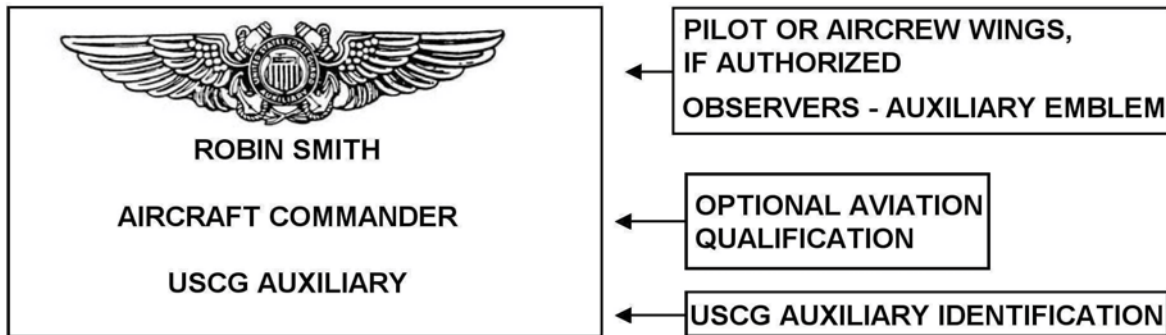 ROBIN SMITH
AIRCRAFT COMMANDER
USCG AUXILIARY
PILOT OR AIRCREW WINGS,
IF AUTHORIZED
OBSERVERS - AUXILIARY EMBLEM
OPTIONAL AVIATION
QUALIFICATION
USCG AUXILIARY IDENTIFICATION